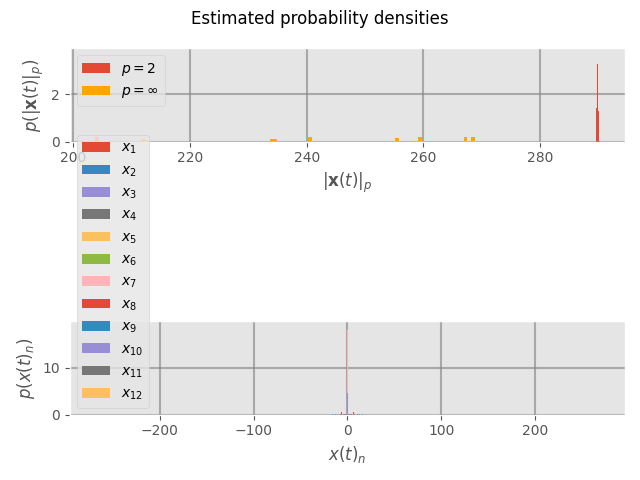 Estimated probability densities
p(|x(t)|ₚ)
p = 2
p = ∞
2
0
200
220
240
260
280
|x(t)|ₚ
x₁
x₂
x₃
x₄
x₅
x₆
x₇
x₈
x₉
x₁₀
x₁₁
x₁₂
p(x(t)ₙ)
10
0
−200
−100
0
100
200
x(t)ₙ